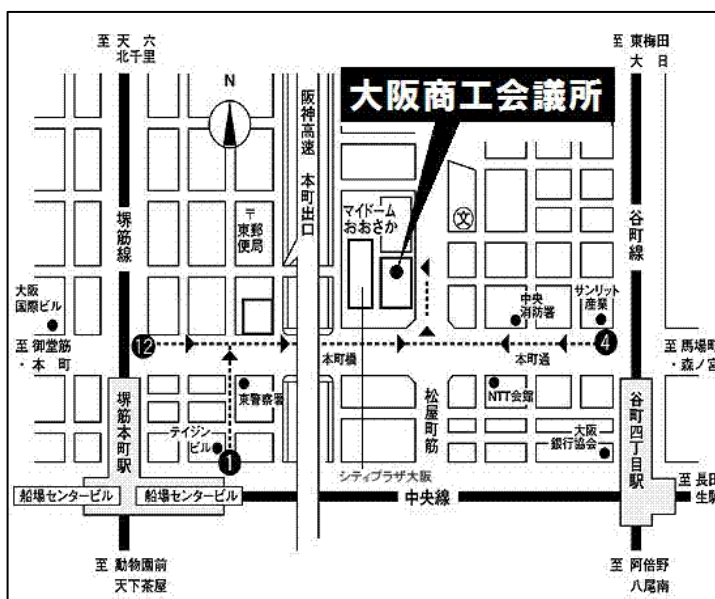 至 天 六
北千里
至 東梅田
大 日
N
大阪商工会議所
阪神高速 本町出口
〒
東郵
便局
マイドーム
おおさか
文
堺筋線
谷町線
大阪
国際ビル
中央
消防署
サンリット
産業
12
4
至 御堂筋
・本 町
本町橋
本町通
至 馬場町
・森ノ宮
東警察署
NTT会館
松屋町筋
堺筋本町駅
谷町四丁目駅
テイジン
ビル
1
大阪
銀行協会
シティプラザ大阪
至 長田
生駒
船場センタービル
船場センタービル
中央線
至 動物園前
天下茶屋
至 阿倍野
八尾南